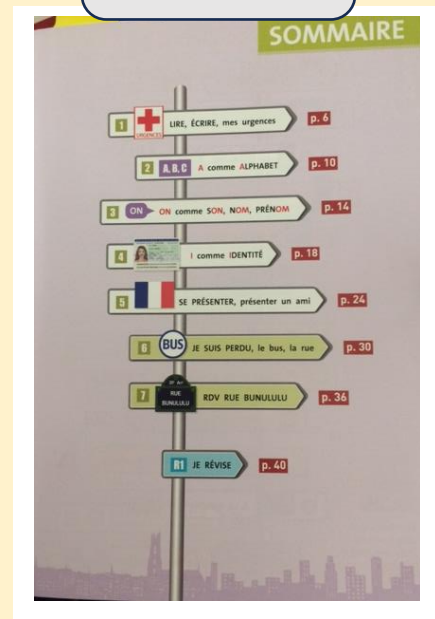 SOMMAIRE
1 URGENCES LIRE, ÉCRIRE, mes urgences p. 6
2 A, B, C A comme ALPHABET p. 10
3 ON ON comme SON, NOM, PRÉNOM p. 14
4 I comme IDENTITÉ p. 18
5 SE PRÉSENTER, présenter un ami p. 24
6 BUS JE SUIS PERDU, le bus, la rue p. 30
7 RUE BUNULULU RDV RUE BUNULULU p. 36
R1 JE RÉVISE p. 40